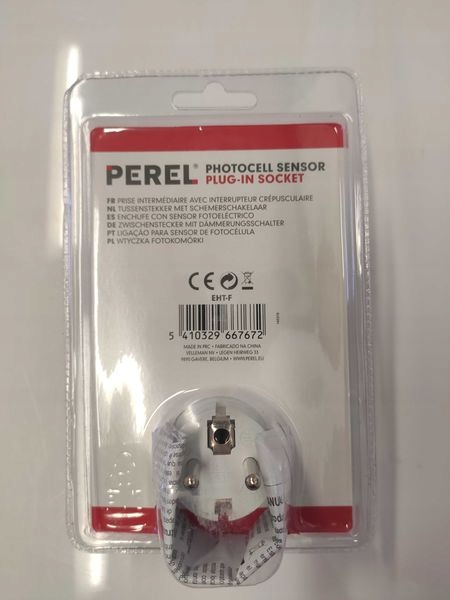 PEREL®
PHOTOCELL SENSOR
PLUG-IN SOCKET
FR PRISE INTERMÉDIAIRE AVEC INTERRUPTEUR CRÉPUSCULAIRE
NL TUSSENSTEKKER MET SCHEMERSCHAKELAAR
ES ENCHUFE CON SENSOR FOTOELÉCTRICO
DE ZWISCHENSTECKER MIT DÄMMERUNGSSCHALTER
PT LIGAÇÃO PARA SENSOR DE FOTOCÉLULA
PL WTYCZKA FOTOKOMÓRKI
CE
EHT-F
5 410329 667672
MADE IN PRC • FABRICADO NA CHINA
VELLEMAN NV • LEGEN HEIRWEG 33
9890 GAVERE, BELGIUM • WWW.PEREL.EU